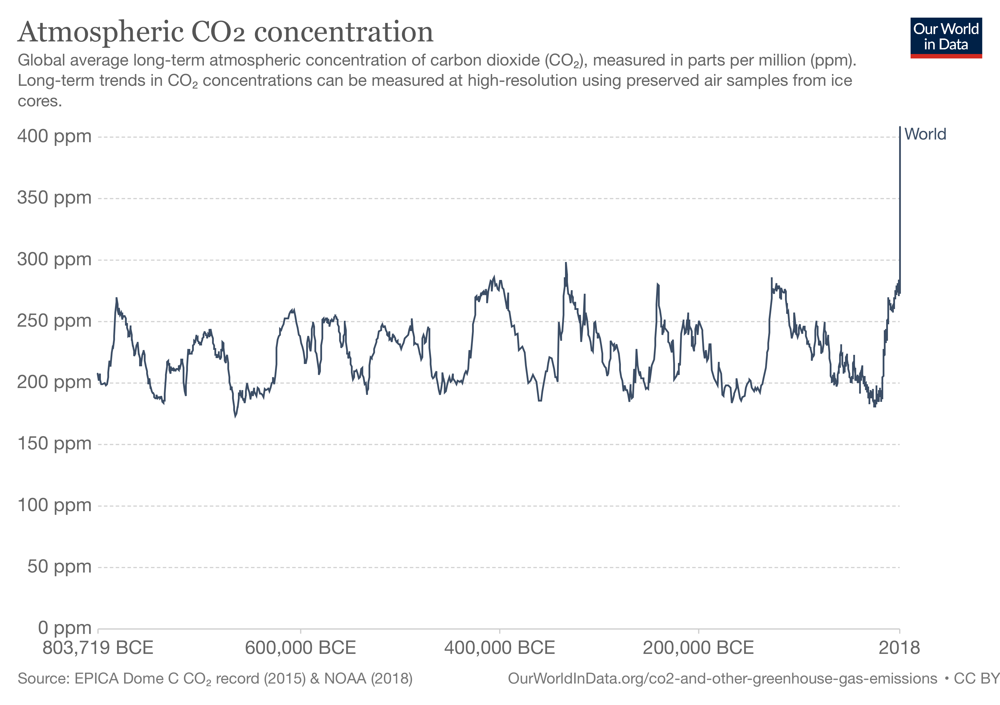 Atmospheric CO2 concentration
Our World
in Data
Global average long-term atmospheric concentration of carbon dioxide (CO₂), measured in parts per million (ppm).
Long-term trends in CO₂ concentrations can be measured at high-resolution using preserved air samples from ice
cores.
400 ppm
World
350 ppm
300 ppm
250 ppm
200 ppm
150 ppm
100 ppm
50 ppm
0 ppm
803,719 BCE 600,000 BCE 400,000 BCE 200,000 BCE 2018
Source: EPICA Dome C CO₂ record (2015) & NOAA (2018) OurWorldInData.org/co2-and-other-greenhouse-gas-emissions • CC BY